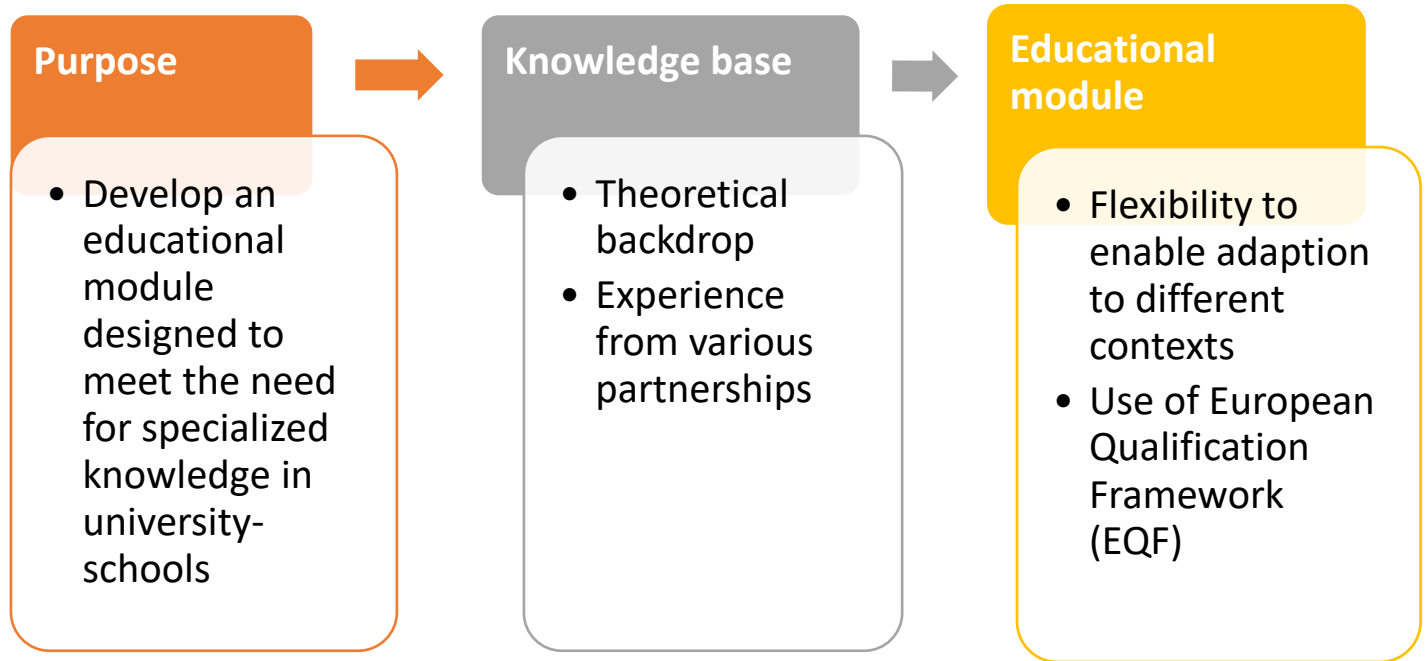 Purpose
• Develop an
educational
module
designed to
meet the need
for specialized
knowledge in
university-
schools
Knowledge base
• Theoretical
backdrop
• Experience
from various
partnerships
Educational
module
• Flexibility to
enable adaption
to different
contexts
• Use of European
Qualification
Framework
(EQF)